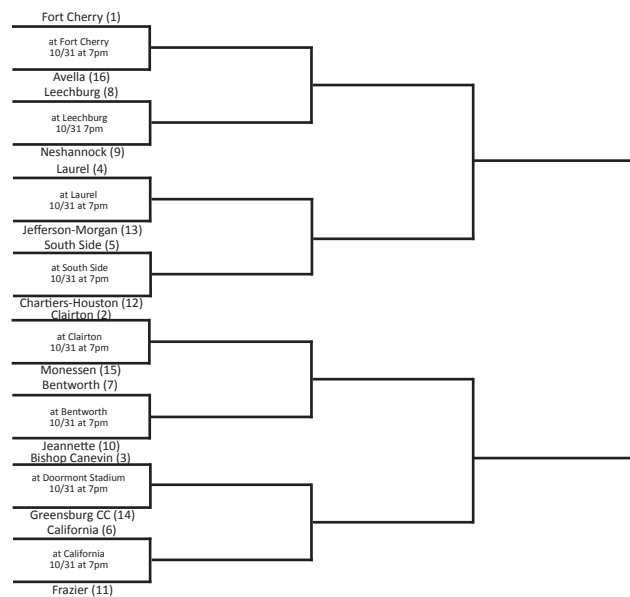 Fort Cherry (1)
at Fort Cherry
10/31 at 7pm
Avella (16)
Leechburg (8)
at Leechburg
10/31 7pm
Neshannock (9)
Laurel (4)
at Laurel
10/31 at 7pm
Jefferson-Morgan (13)
South Side (5)
at South Side
10/31 at 7pm
Chartiers-Houston (12)
Clairton (2)
at Clairton
10/31 at 7pm
Monessen (15)
Bentworth (7)
at Bentworth
10/31 at 7pm
Jeannette (10)
Bishop Canevin (3)
at Doormont Stadium
10/31 at 7pm
Greensburg CC (14)
California (6)
at California
10/31 at 7pm
Frazier (11)